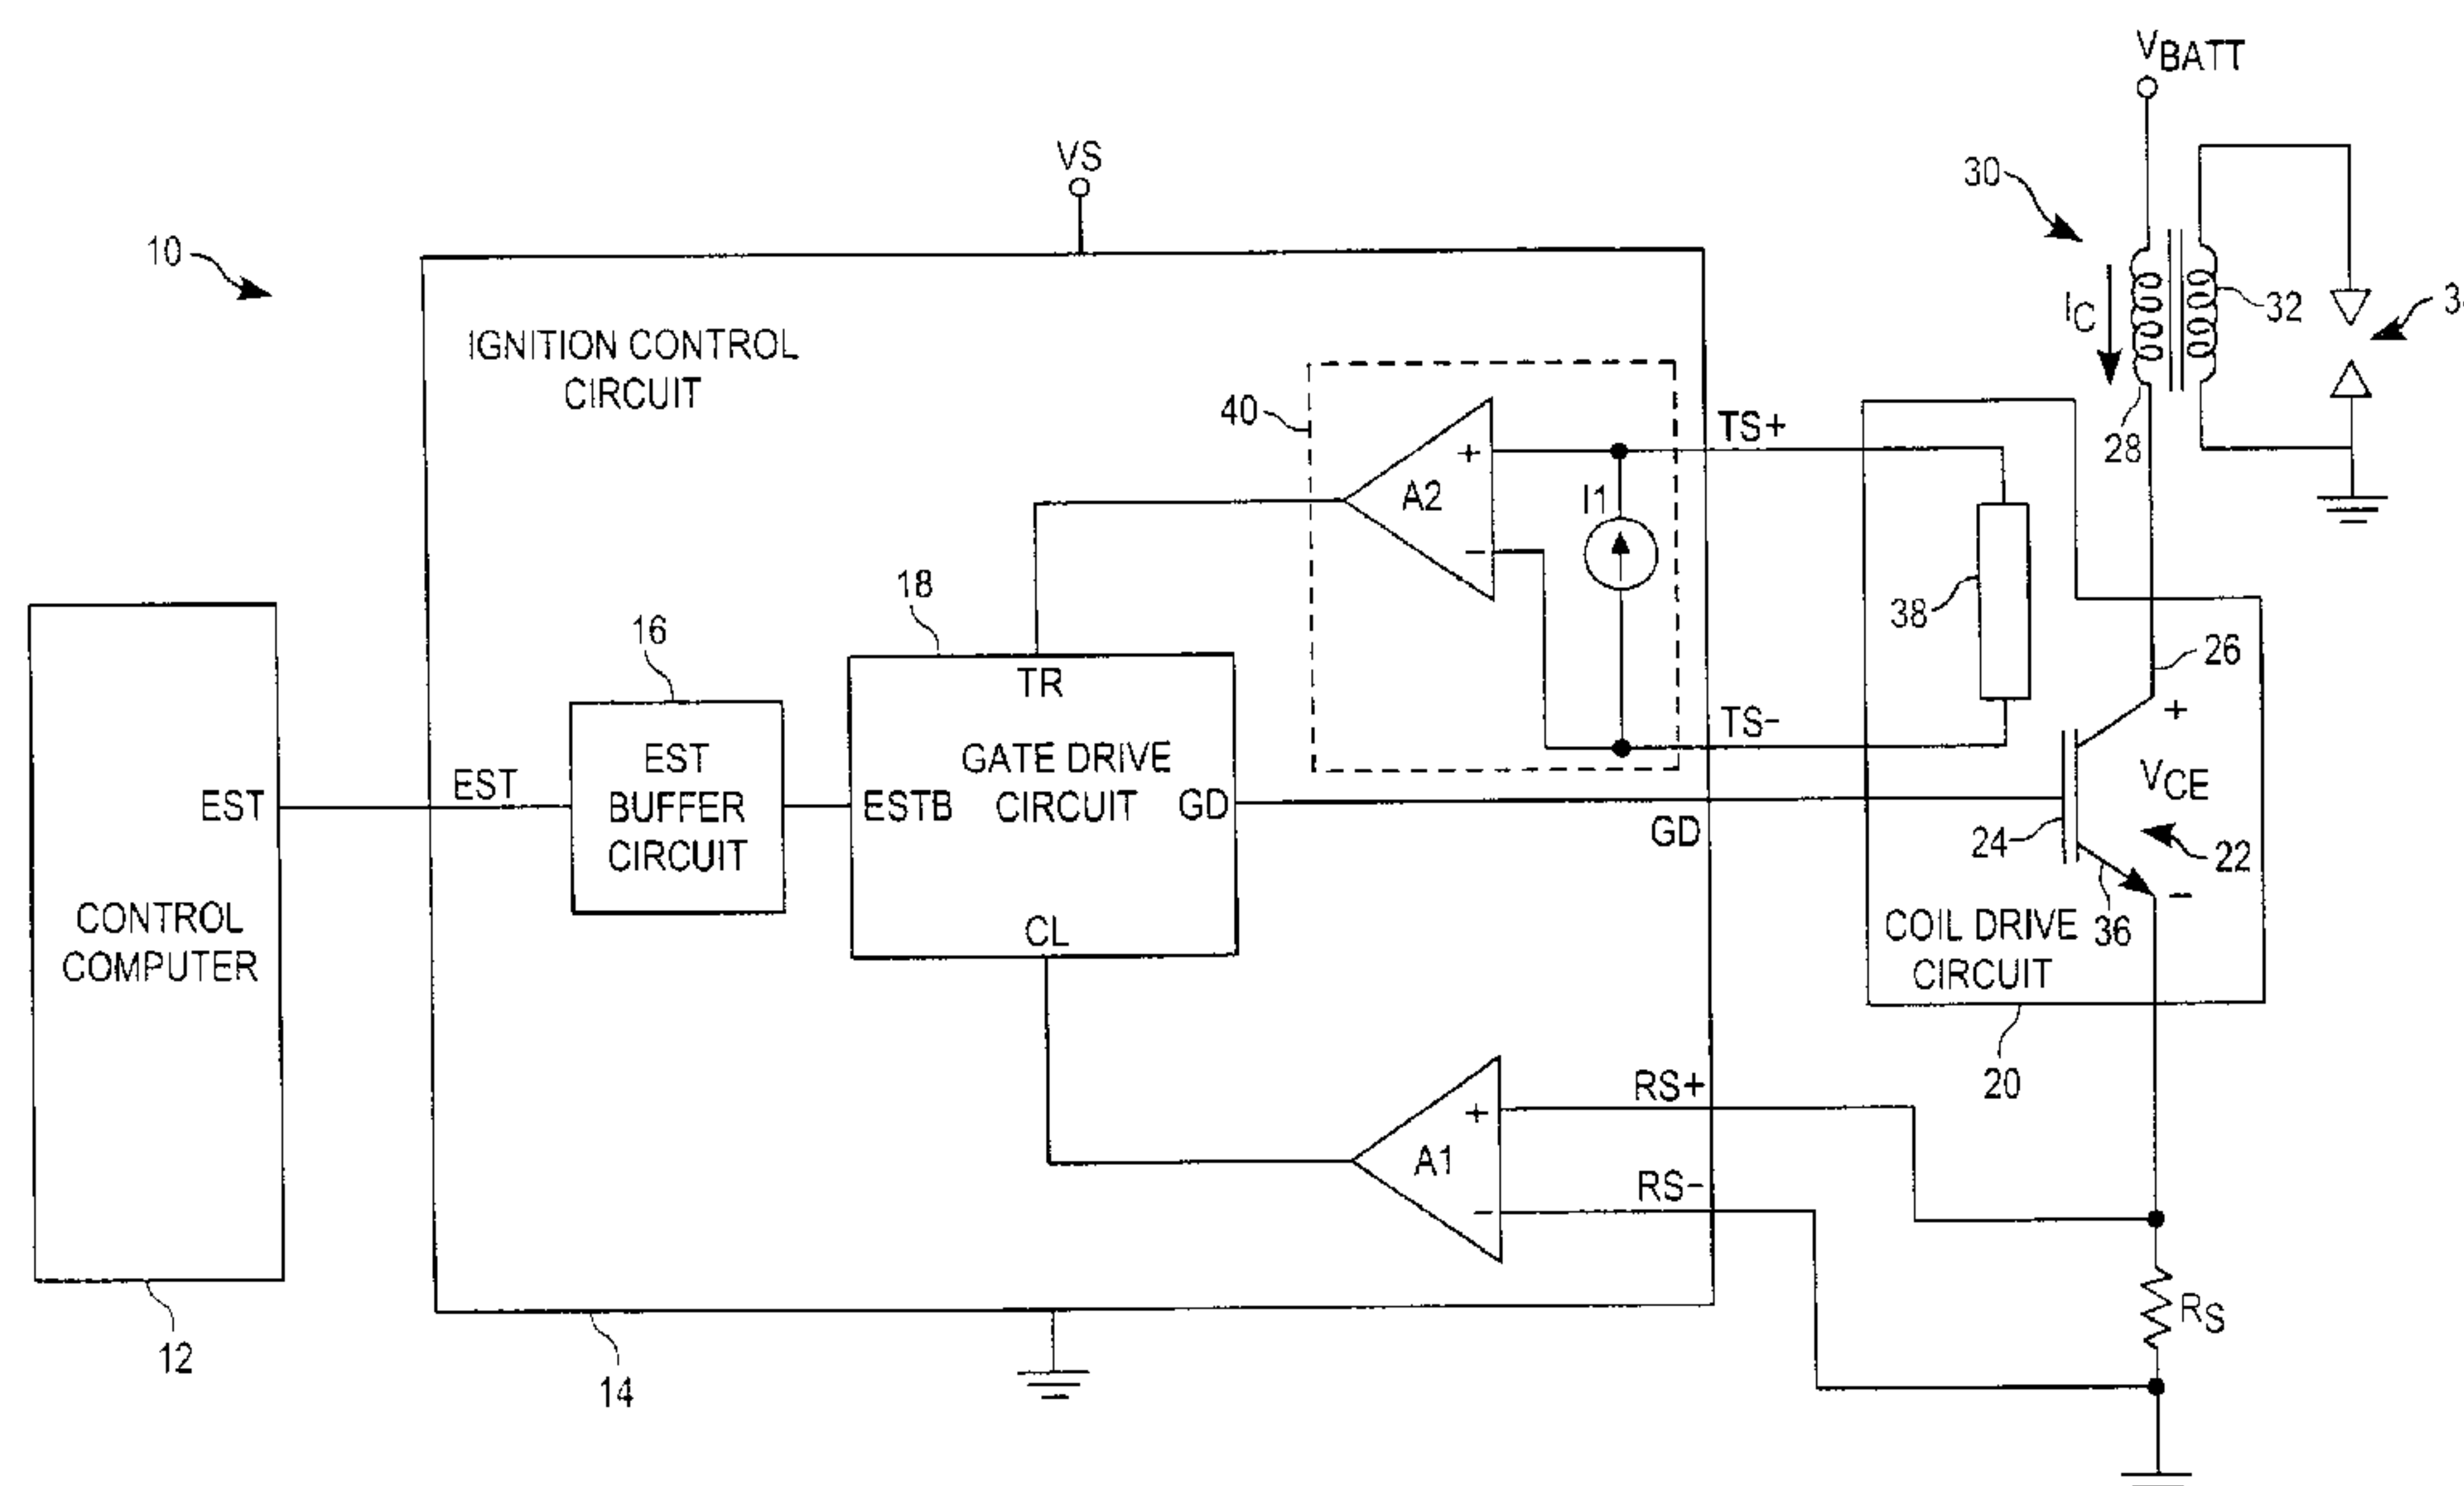 VBATT
VS
30
10
IC
32
IGNITION CONTROL
CIRCUIT
40
TS+
28
+
A2
I1
−
18
38
16
26
TR
TS−
+
EST
BUFFER
CIRCUIT
GATE DRIVE
CIRCUIT
VCE
EST
EST
ESTB
GD
GD
24
22
CONTROL
COMPUTER
CL
−
COIL DRIVE
CIRCUIT
36
20
RS+
+
A1
RS−
−
RS
12
14